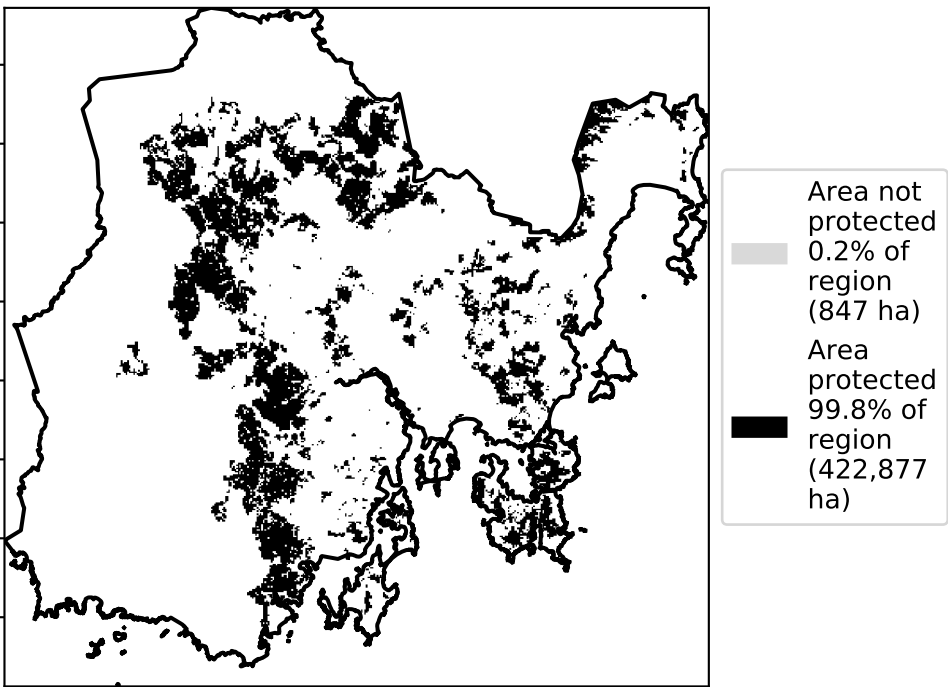 Area not
protected
0.2% of
region
(847 ha)
Area
protected
99.8% of
region
(422,877
ha)